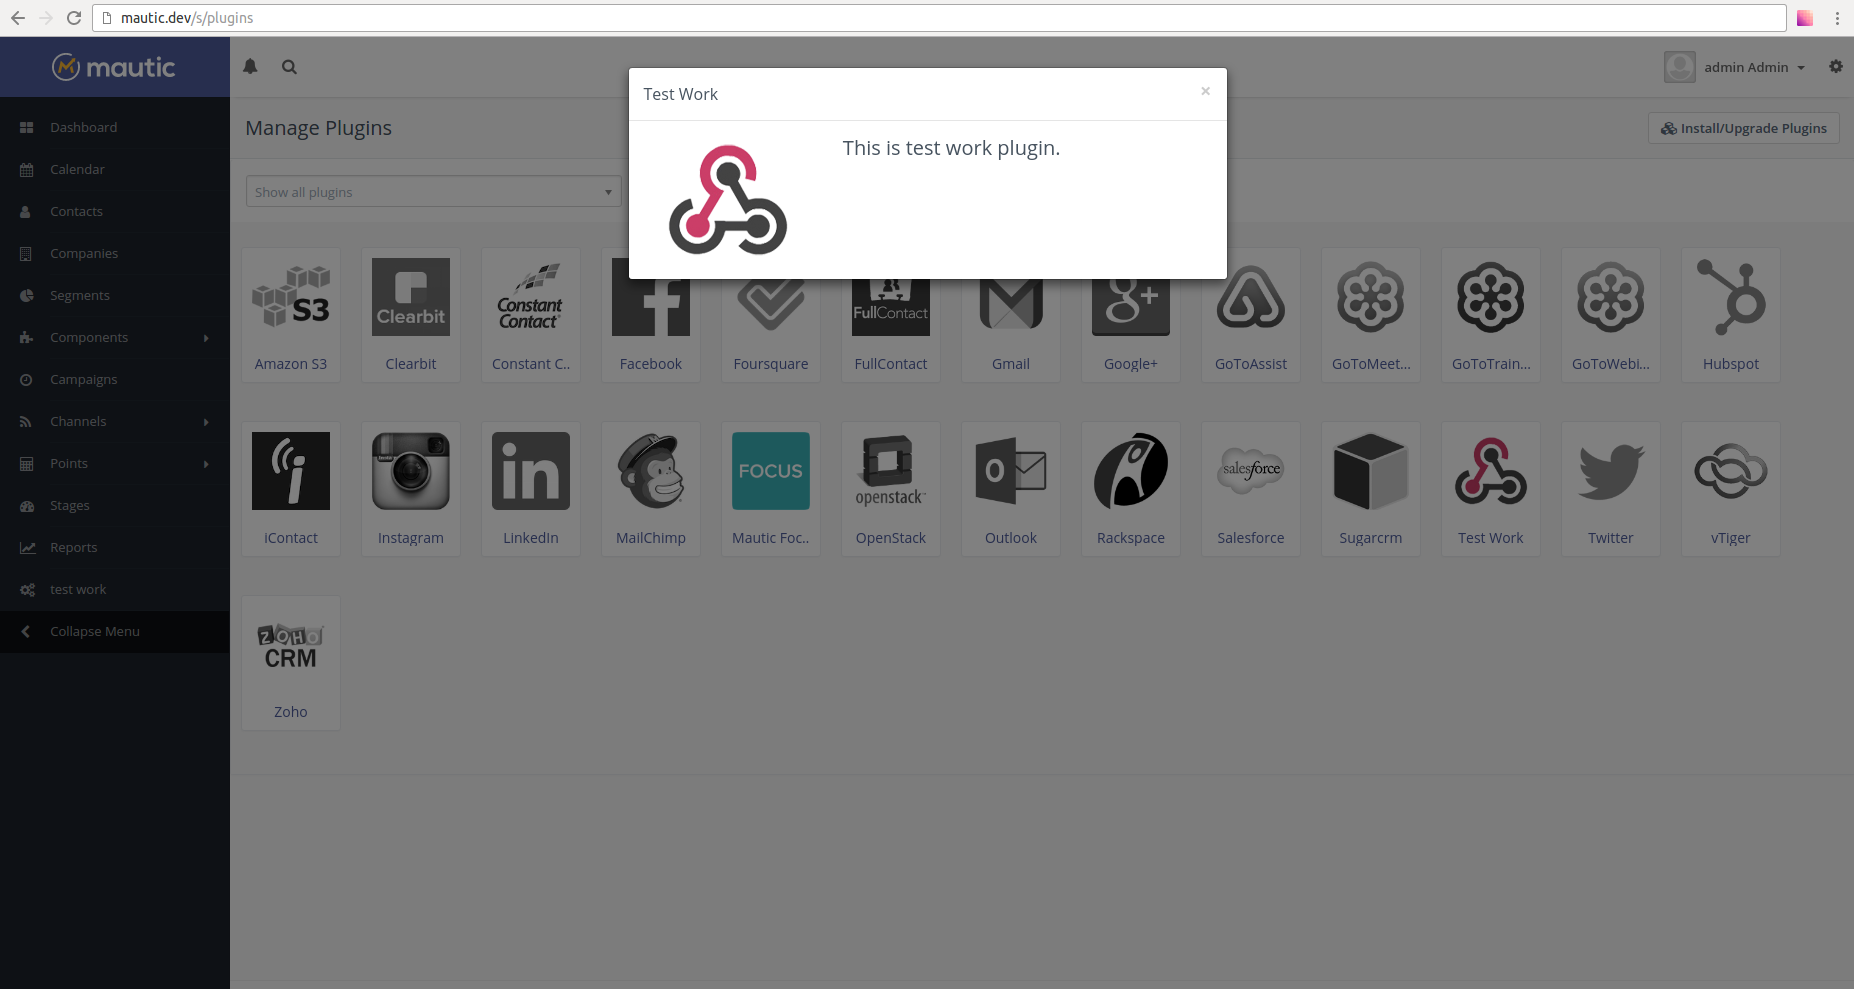 mautic.dev/s/plugins
mautic
admin Admin
Test Work
×
This is test work plugin.
Dashboard
Calendar
Contacts
Companies
Segments
Components
Campaigns
Channels
Points
Stages
Reports
test work
Collapse Menu
Manage Plugins
Install/Upgrade Plugins
Show all plugins
S3
Clearbit
Constant
Contact
FullContact
g+
Amazon S3
Clearbit
Constant C..
Facebook
Foursquare
FullContact
Gmail
Google+
GoToAssist
GoToMeet...
GoToTrain...
GoToWebi...
Hubspot
in
FOCUS
openstack
salesforce
iContact
Instagram
LinkedIn
MailChimp
Mautic Foc..
OpenStack
Outlook
Rackspace
Salesforce
Sugarcrm
Test Work
Twitter
vTiger
ZOHO
CRM
Zoho